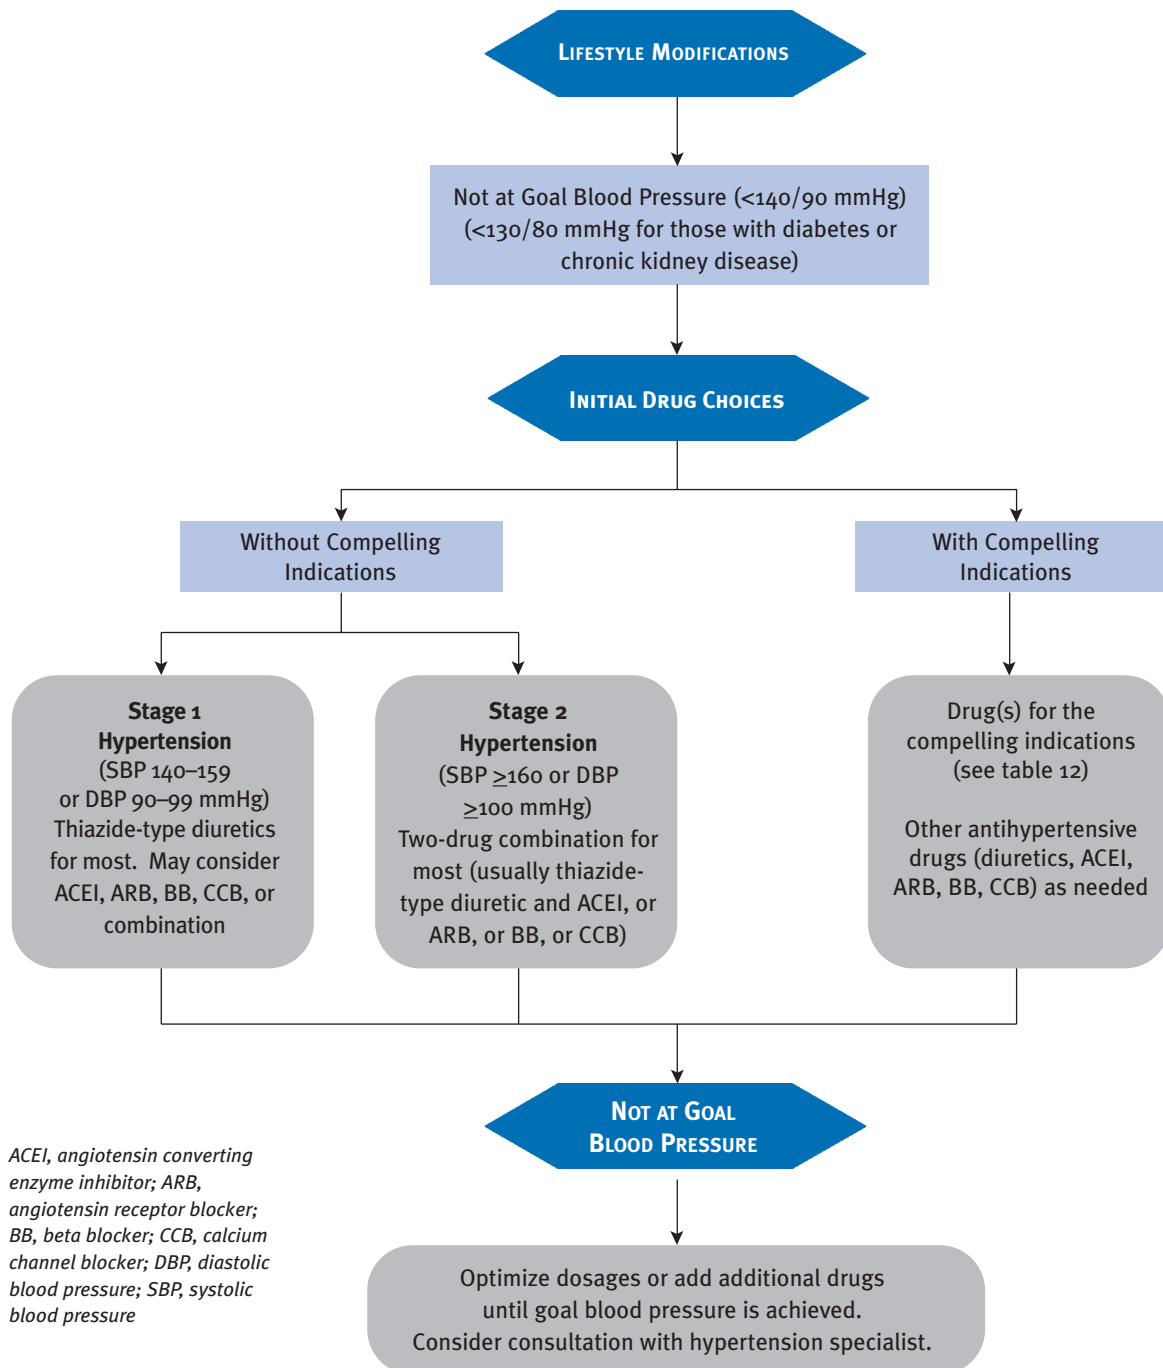 LIFESTYLE MODIFICATIONS
Not at Goal Blood Pressure (<140/90 mmHg)
(<130/80 mmHg for those with diabetes or
chronic kidney disease)
INITIAL DRUG CHOICES
Without Compelling
Indications
With Compelling
Indications
Stage 1
Hypertension
(SBP 140–159
or DBP 90–99 mmHg)
Thiazide-type diuretics
for most. May consider
ACEI, ARB, BB, CCB, or
combination
Stage 2
Hypertension
(SBP ≥160 or DBP
≥100 mmHg)
Two-drug combination for
most (usually thiazide-
type diuretic and ACEI, or
ARB, or BB, or CCB)
Drug(s) for the
compelling indications
(see table 12)
Other antihypertensive
drugs (diuretics, ACEI,
ARB, BB, CCB) as needed
NOT AT GOAL
BLOOD PRESSURE
Optimize dosages or add additional drugs
until goal blood pressure is achieved.
Consider consultation with hypertension specialist.
ACEI, angiotensin converting
enzyme inhibitor; ARB,
angiotensin receptor blocker;
BB, beta blocker; CCB, calcium
channel blocker; DBP, diastolic
blood pressure; SBP, systolic
blood pressure